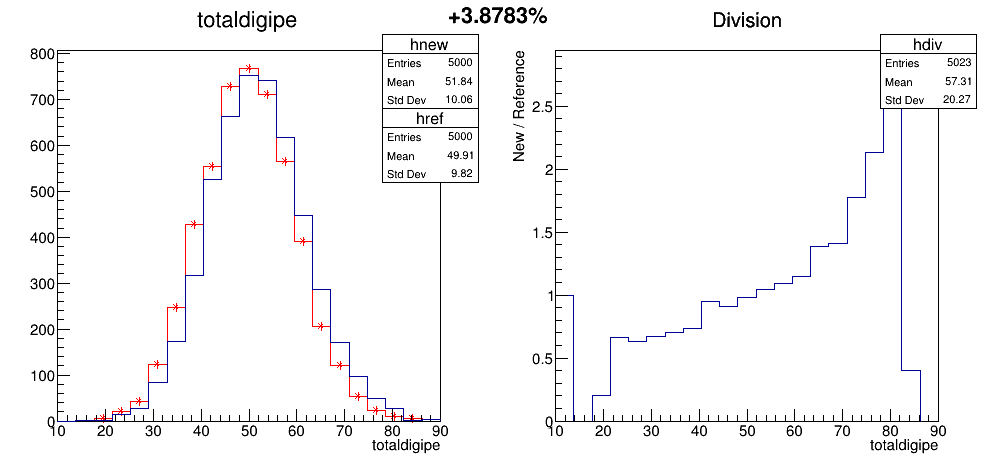 +3.8783%
totaldigipe
hnew
Entries 5000
Mean 51.84
Std Dev 10.06
href
Entries 5000
Mean 49.91
Std Dev 9.82
800
700
600
500
400
300
200
100
0
10 20 30 40 50 60 70 80 90
totaldigipe
Division
hdiv
Entries 5023
Mean 57.31
Std Dev 20.27
New / Reference
2.5
2
1.5
1
0.5
0
10 20 30 40 50 60 70 80 90
totaldigipe